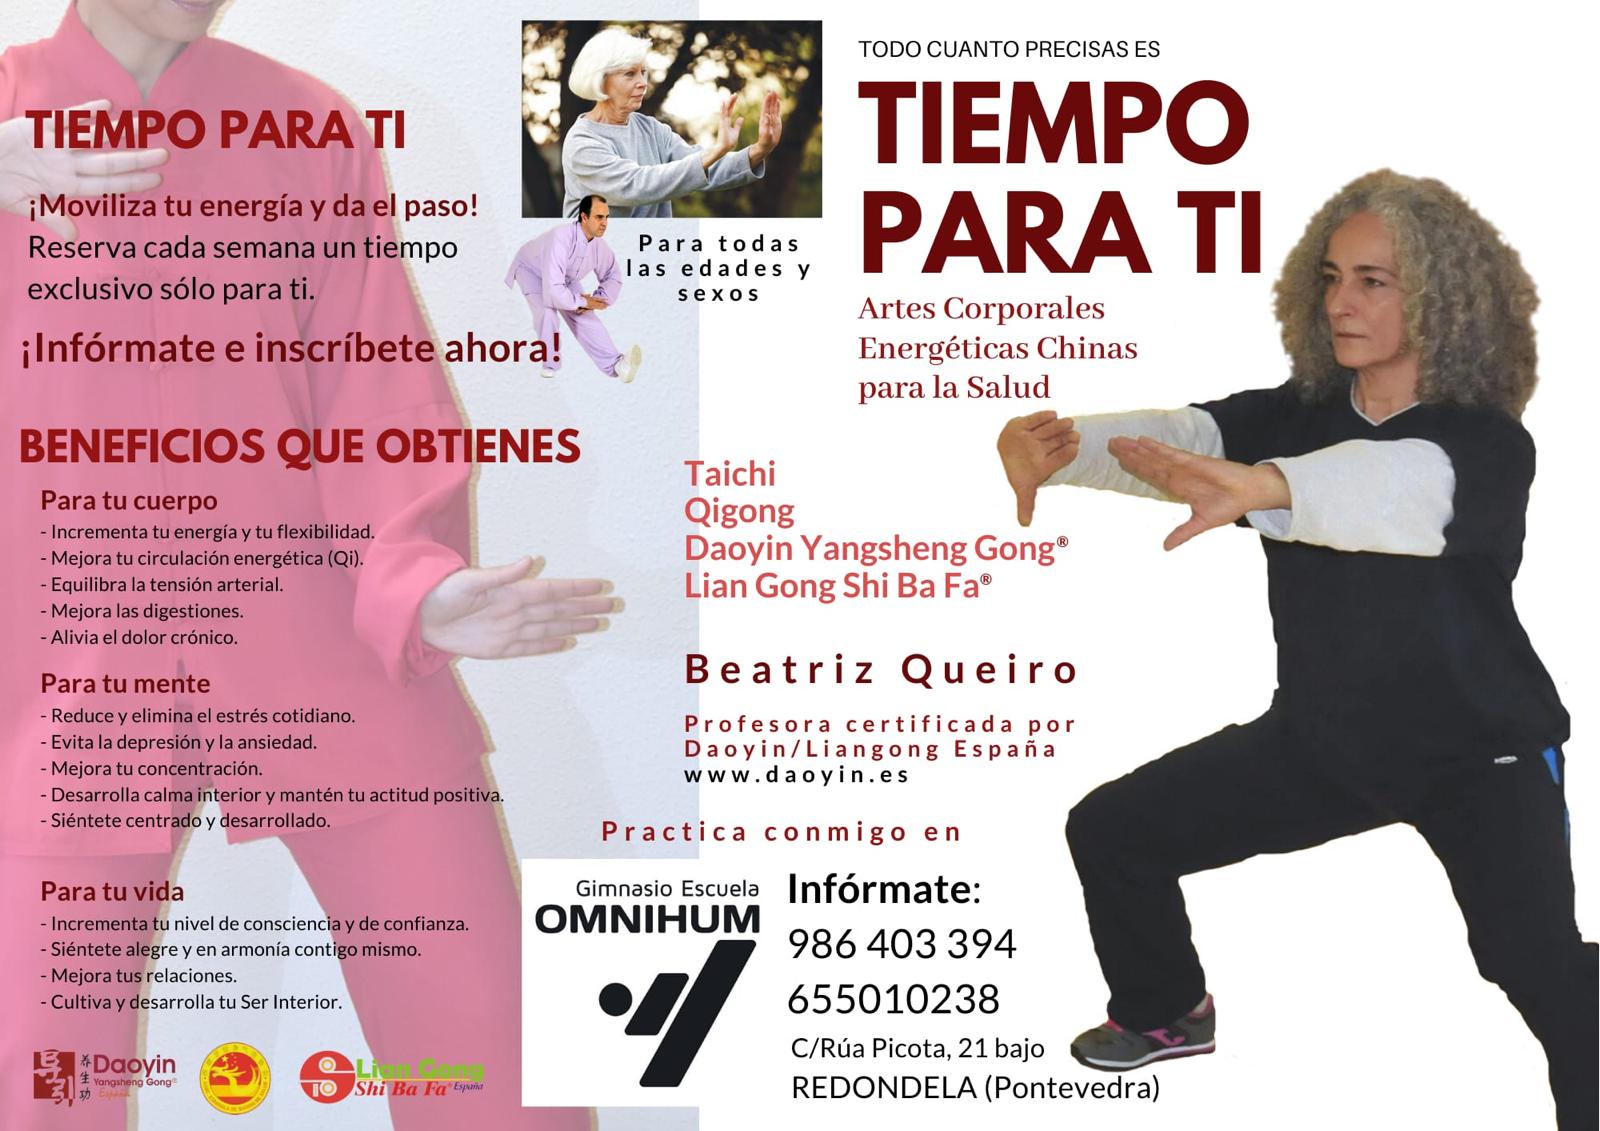 TIEMPO PARA TI
¡Moviliza tu energía y da el paso!
Reserva cada semana un tiempo
exclusivo sólo para ti.
¡Infórmate e inscríbete ahora!
BENEFICIOS QUE OBTIENES
Para tu cuerpo
- Incrementa tu energía y tu flexibilidad.
- Mejora tu circulación energética (Qi).
- Equilibra la tensión arterial.
- Mejora las digestiones.
- Alivia el dolor crónico.
Para tu mente
- Reduce y elimina el estrés cotidiano.
- Evita la depresión y la ansiedad.
- Mejora tu concentración.
- Desarrolla calma interior y mantén tu actitud positiva.
- Siéntete centrado y desarrollado.
Para tu vida
- Incrementa tu nivel de consciencia y de confianza.
- Siéntete alegre y en armonía contigo mismo.
- Mejora tus relaciones.
- Cultiva y desarrolla tu Ser Interior.
导引
养生功
Daoyin
Yangsheng Gong®
España
Lian Gong
Shi Ba Fa® España
Para todas
las edades y
sexos
TODO CUANTO PRECISAS ES
TIEMPO
PARA TI
Artes Corporales
Energéticas Chinas
para la Salud
Taichi
Qigong
Daoyin Yangsheng Gong®
Lian Gong Shi Ba Fa®
Beatriz Queiro
Profesora certificada por
Daoyin/Liangong España
www.daoyin.es
Practica conmigo en
Gimnasio Escuela
OMNIHUM
Infórmate:
986 403 394
655010238
C/Rúa Picota, 21 bajo
REDONDELA (Pontevedra)